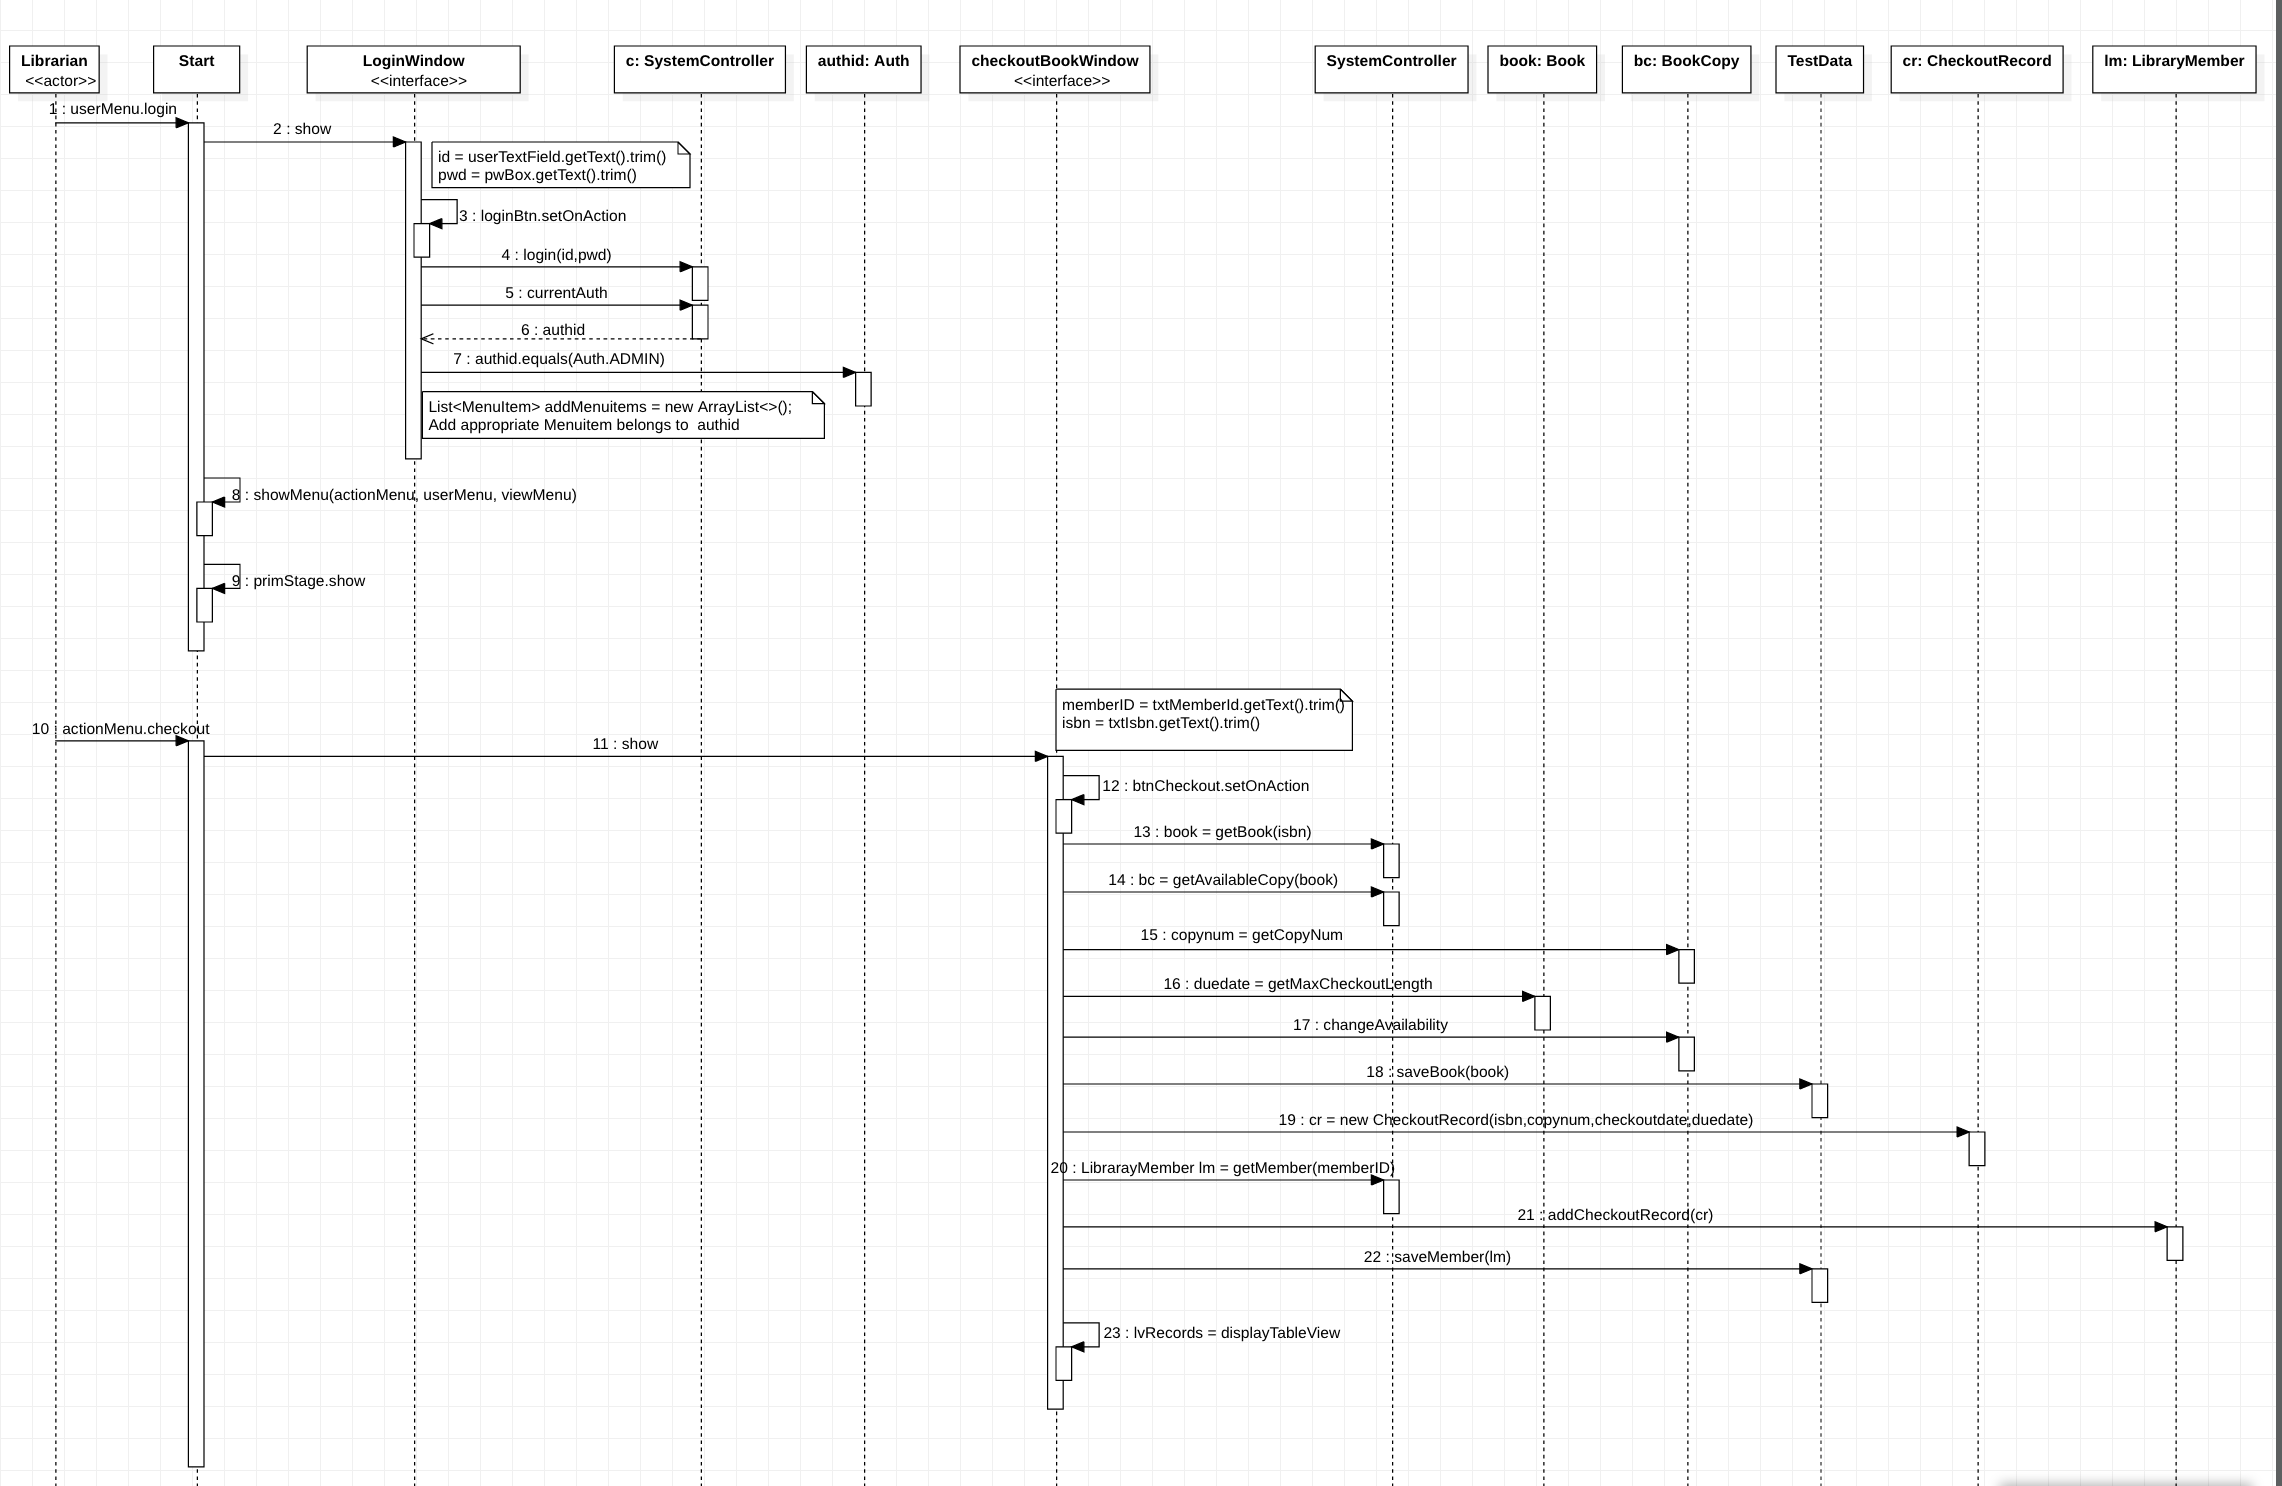 Librarian
<<actor>>
Start
LoginWindow
<<interface>>
c: SystemController
authid: Auth
checkoutBookWindow
<<interface>>
SystemController
book: Book
bc: BookCopy
TestData
cr: CheckoutRecord
lm: LibraryMember
1 : userMenu.login
2 : show
id = userTextField.getText().trim()
pwd = pwBox.getText().trim()
3 : loginBtn.setOnAction
4 : login(id,pwd)
5 : currentAuth
6 : authid
7 : authid.equals(Auth.ADMIN)
List<MenuItem> addMenuitems = new ArrayList<>();
Add appropriate Menuitem belongs to  authid
8 : showMenu(actionMenu, userMenu, viewMenu)
9 : primStage.show
memberID = txtMemberId.getText().trim()
isbn = txtIsbn.getText().trim()
10 : actionMenu.checkout
11 : show
12 : btnCheckout.setOnAction
13 : book = getBook(isbn)
14 : bc = getAvailableCopy(book)
15 : copynum = getCopyNum
16 : duedate = getMaxCheckoutLength
17 : changeAvailability
18 : saveBook(book)
19 : cr = new CheckoutRecord(isbn,copynum,checkoutdate,duedate)
20 : LibrarayMember lm = getMember(memberID)
21 : addCheckoutRecord(cr)
22 : saveMember(lm)
23 : lvRecords = displayTableView